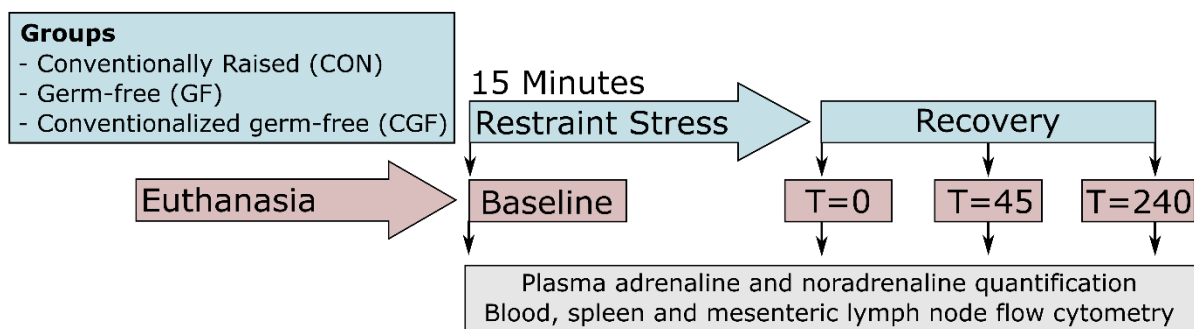 Groups
- Conventionally Raised (CON)
- Germ-free (GF)
- Conventionalized germ-free (CGF)
15 Minutes
Restraint Stress
Recovery
Euthanasia
Baseline
T=0
T=45
T=240
Plasma adrenaline and noradrenaline quantification
Blood, spleen and mesenteric lymph node flow cytometry